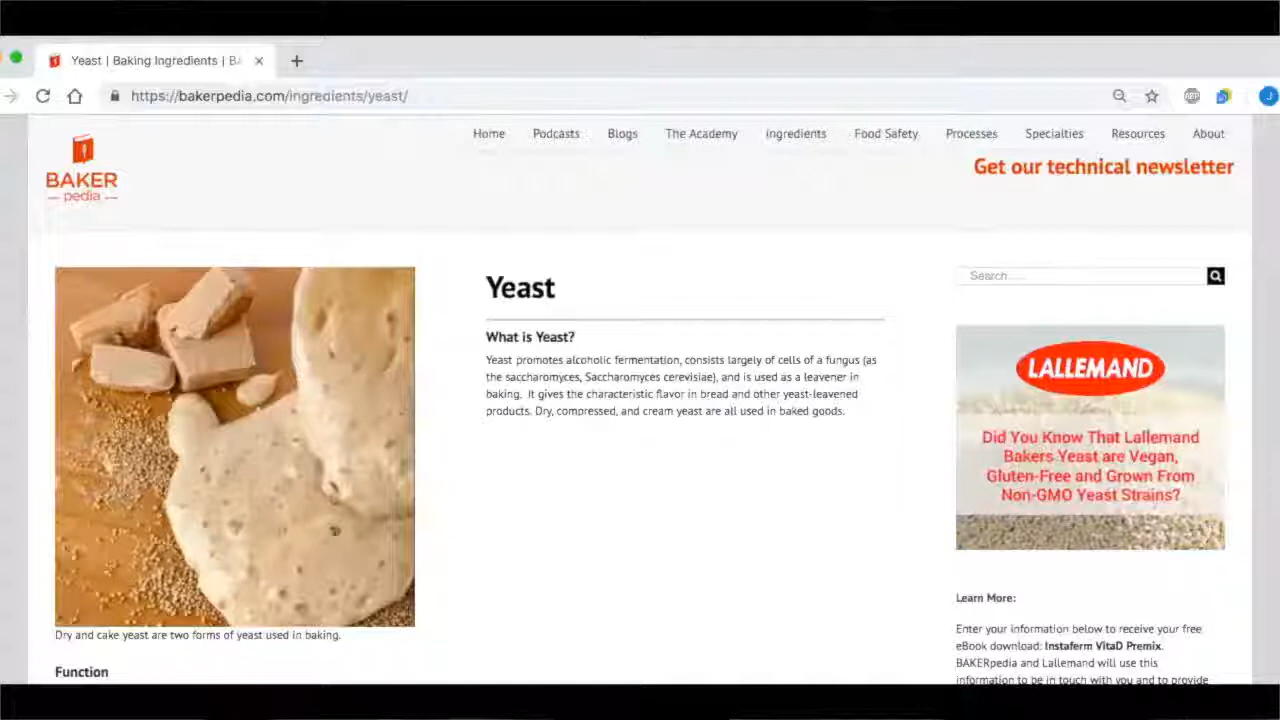 Yeast | Baking Ingredients | BA
https://bakerpedia.com/ingredients/yeast/
Home Podcasts Blogs The Academy Ingredients Food Safety Processes Specialties Resources About
BAKER
pedia
Get our technical newsletter
Search.....
Dry and cake yeast are two forms of yeast used in baking.
Function
Yeast
What is Yeast?
Yeast promotes alcoholic fermentation, consists largely of cells of a fungus (as
the saccharomyces, Saccharomyces cerevisiae), and is used as a leavener in
baking. It gives the characteristic flavor in bread and other yeast-leavened
products. Dry, compressed, and cream yeast are all used in baked goods.
LALLEMAND
Did You Know That Lallemand
Bakers Yeast are Vegan,
Gluten-Free and Grown From
Non-GMO Yeast Strains?
Learn More:
Enter your information below to receive your free
eBook download: Instaferm VitaD Premix.
BAKERpedia and Lallemand will use this
information to be in touch with you and to provide